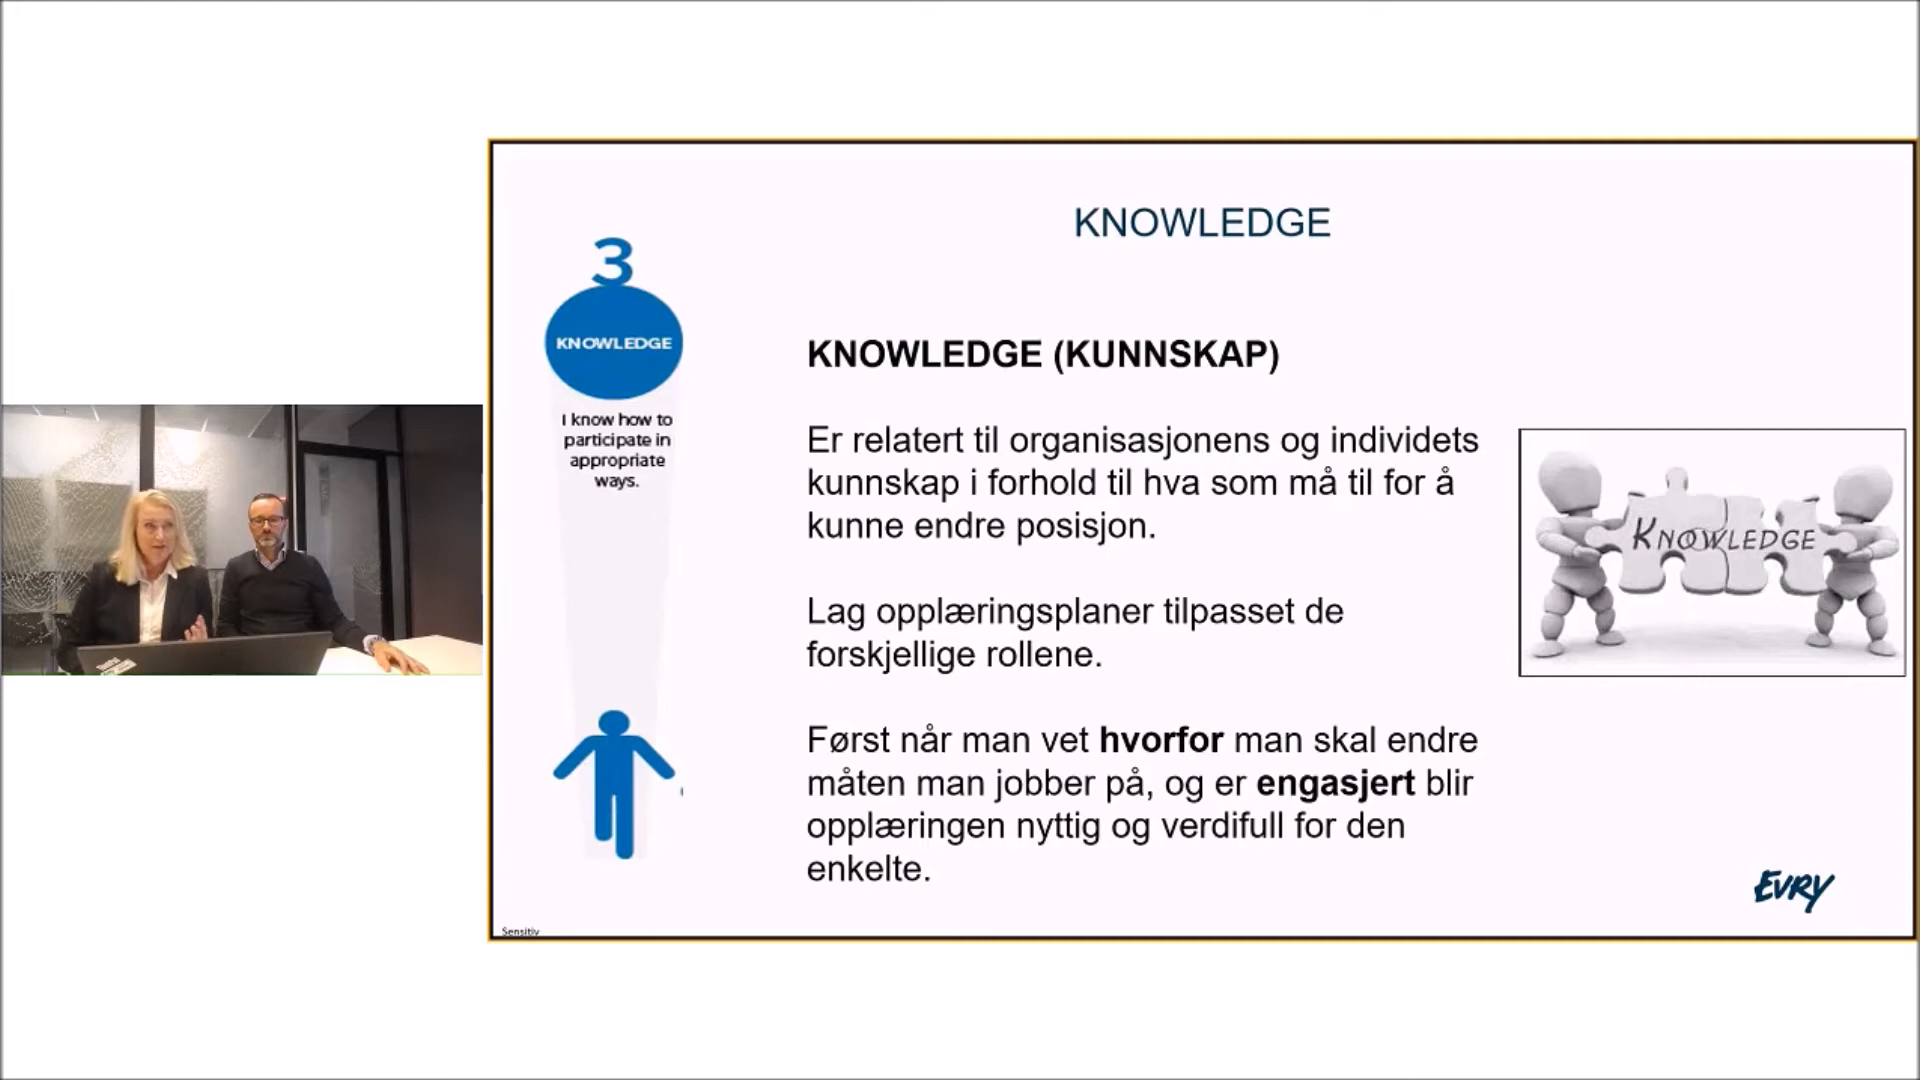 KNOWLEDGE
3
KNOWLEDGE
I know how to
participate in
appropriate
ways.
KNOWLEDGE (KUNNSKAP)
Er relatert til organisasjonens og individets
kunnskap i forhold til hva som må til for å
kunne endre posisjon.
Lag opplæringsplaner tilpasset de
forskjellige rollene.
Først når man vet hvorfor man skal endre
måten man jobber på, og er engasjert blir
opplæringen nyttig og verdifull for den
enkelte.
KNOWLEDGE
EVRY
Sensitiv